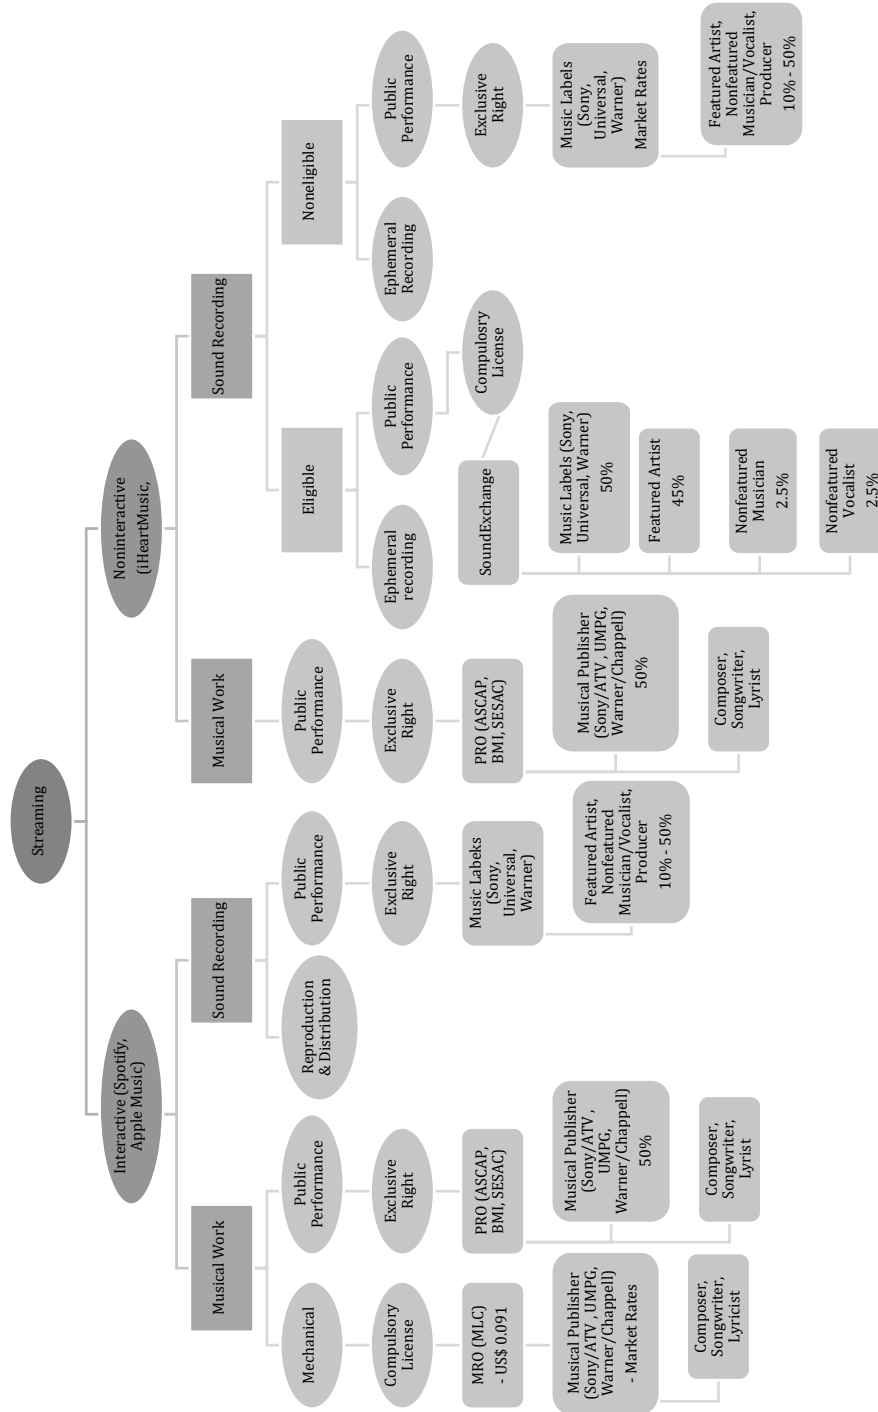 Streaming
Interactive (Spotify,
Apple Music)
Musical Work
Mechanical
Compulsory
License
MRO (MLC)
- US$ 0.091
Musical Publisher
(Sony/ATV , UMPG,
Warner/Chappell)
- Market Rates
Composer,
Songwriter,
Lyricist
Public
Performance
Exclusive
Right
PRO (ASCAP,
BMI, SESAC)
Musical Publisher
(Sony/ATV ,
UMPG,
Warner/Chappell)
50%
Composer,
Songwriter,
Lyrist
Sound Recording
Reproduction
& Distribution
Public
Performance
Exclusive
Right
Music Labeks
(Sony,
Universal,
Warner)
Featured Artist,
Nonfeatured
Musician/Vocalist,
Producer
10% - 50%
Noninteractive
(iHeartMusic,
Musical Work
Public
Performance
Exclusive
Right
PRO (ASCAP,
BMI, SESAC)
Musical Publisher
(Sony/ATV , UMPG,
Warner/Chappell)
50%
Composer,
Songwriter,
Lyrist
Sound Recording
Eligible
Ephemeral
recording
Public
Performance
Compulosry
License
SoundExchange
Music Labels (Sony,
Universal, Warner)
50%
Featured Artist
45%
Nonfeatured
Musician
2.5%
Nonfeatured
Vocalist
2.5%
Noneligible
Ephemeral
Recording
Public
Performance
Exclusive
Right
Music Labels
(Sony,
Universal,
Warner)
Market Rates
Featured Artist,
Nonfeatured
Musician/Vocalist,
Producer
10% - 50%